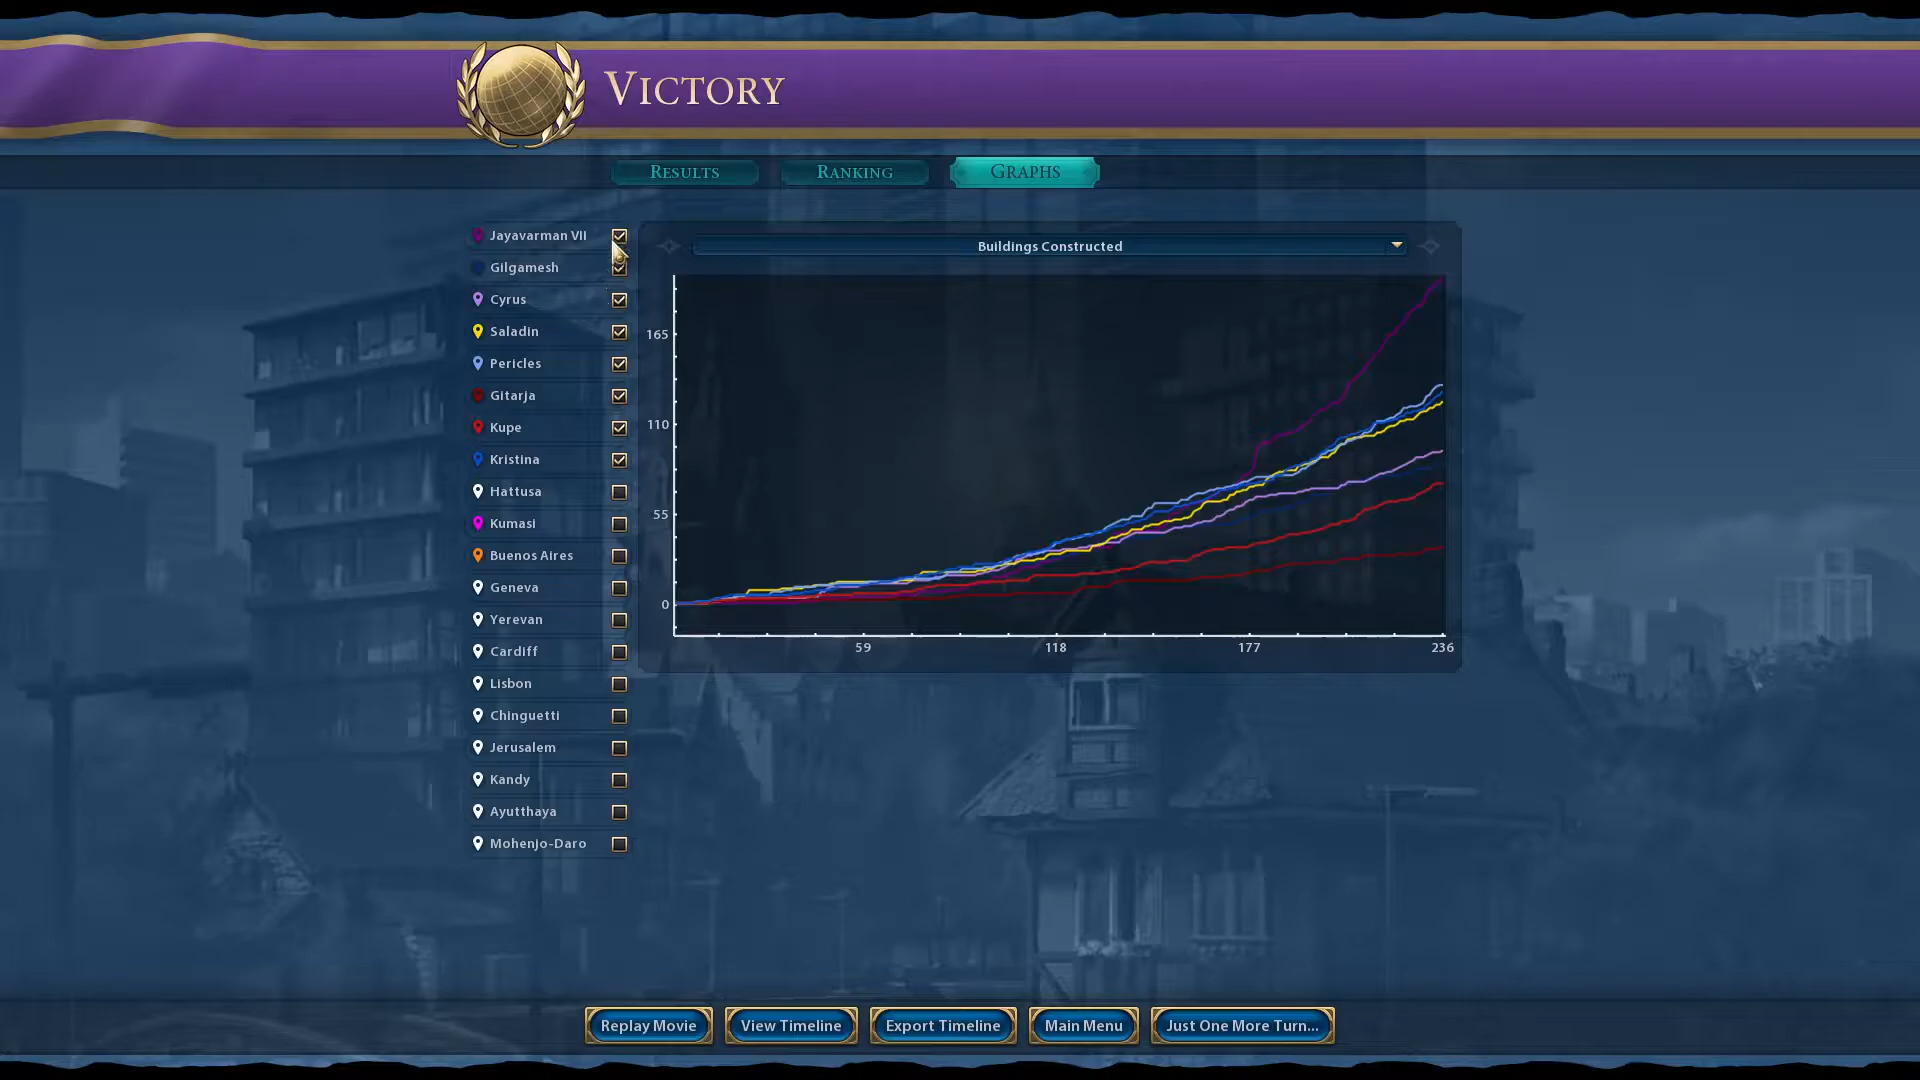 VICTORY
RESULTS
RANKING
GRAPHS
Jayavarman VII
Gilgamesh
Cyrus
Saladin
Pericles
Gitarja
Kupe
Kristina
Hattusa
Kumasi
Buenos Aires
Geneva
Yerevan
Cardiff
Lisbon
Chinguetti
Jerusalem
Kandy
Ayutthaya
Mohenjo-Daro
Buildings Constructed
165
110
55
0
59
118
177
236
Replay Movie
View Timeline
Export Timeline
Main Menu
Just One More Turn...